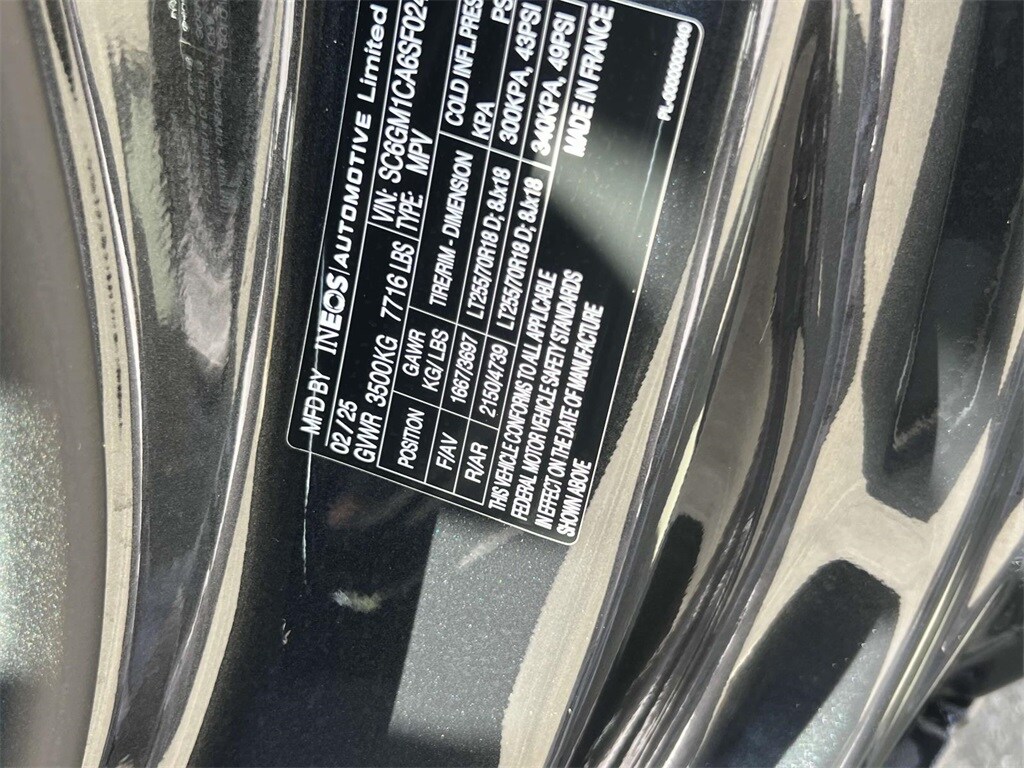 MFD BY INEOS | AUTOMOTIVE Limited
02/25
GVWR 3500KG 7716 LBS VIN: SC6GM1CA6SF024
TYPE: MPV
POSITION GAWR KG/LBS TIRE/RIM - DIMENSION COLD INFL.PRES KPA PS
F/AV 1667/3697 LT255/70R18 D; 8Jx18 300KPA, 43PSI
R/AR 2150/4739 LT255/70R18 D; 8Jx18 340KPA, 49PSI
THIS VEHICLE CONFORMS TO ALL APPLICABLE MADE IN FRANCE
FEDERAL MOTOR VEHICLE SAFETY STANDARDS
IN EFFECT ON THE DATE OF MANUFACTURE
SHOWN ABOVE